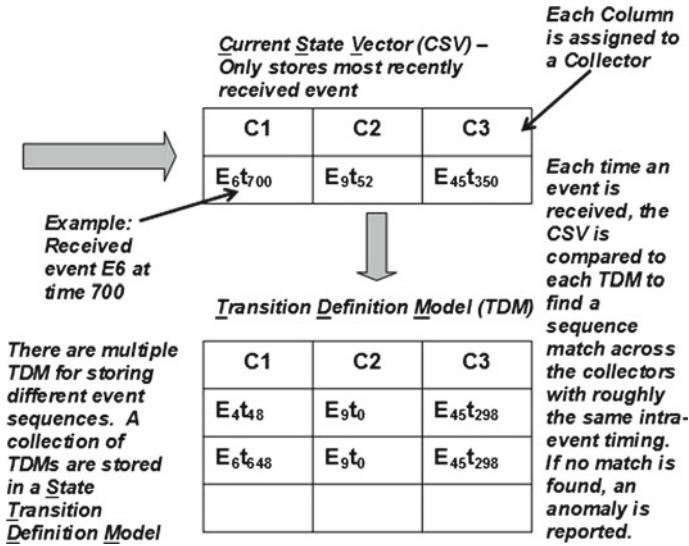 Each Column
is assigned to
a Collector
Current State Vector (CSV) –
Only stores most recently
received event
C1 C2 C3
E6t700 E9t52 E45t350
Example:
Received
event E6 at
time 700
Each time an
event is
received, the
CSV is
compared to
each TDM to
find a
sequence
match across
the collectors
with roughly
the same intra-
event timing.
If no match is
found, an
anomaly is
reported.
Transition Definition Model (TDM)
There are multiple
TDM for storing
different event
sequences. A
collection of
TDMs are stored
in a State
Transition
Definition Model
C1 C2 C3
E4t48 E9t0 E45t298
E6t648 E9t0 E45t298